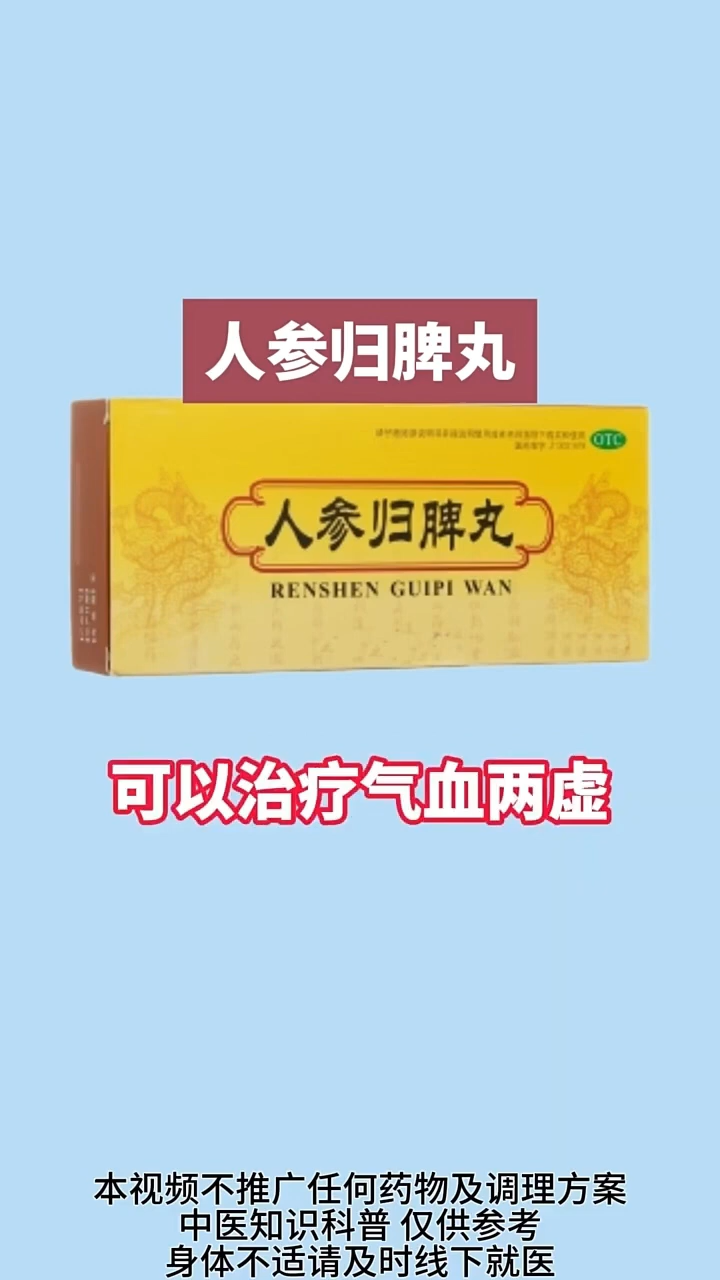 人参归脾丸
OTC
人参归脾丸
RENSHEN GUIPI WAN
可以治疗气血两虚
本视频不推广任何药物及调理方案
中医知识科普 仅供参考
身体不适请及时线下就医